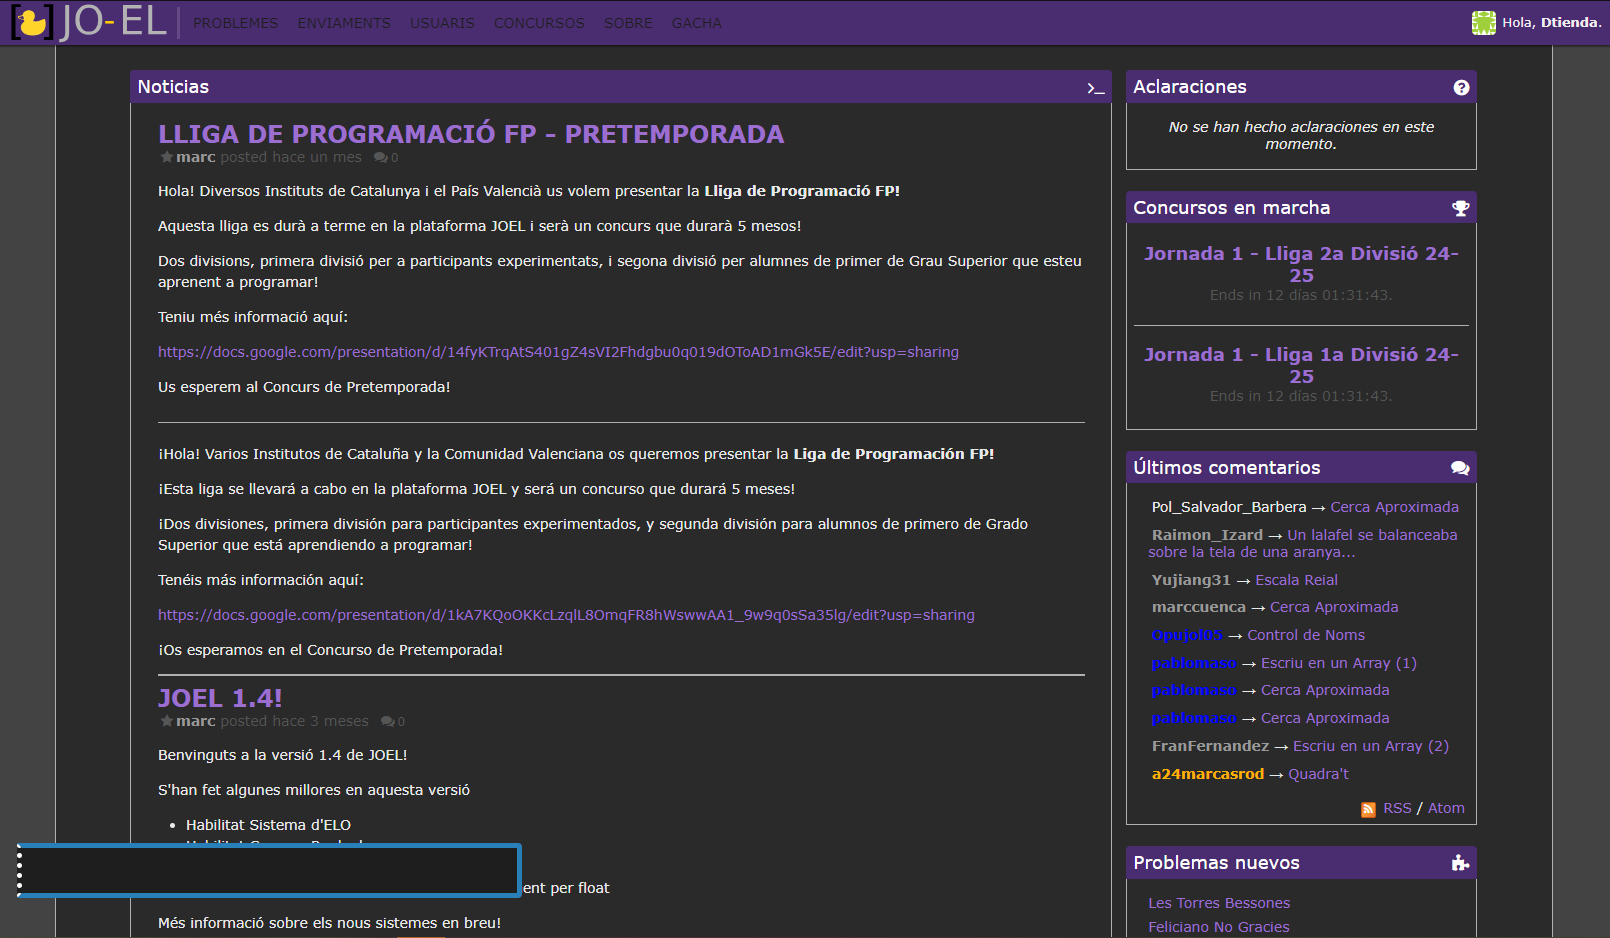 JO-EL
PROBLEMES ENVIAMENTS USUARIS CONCURSOS SOBRE GACHA
Hola, Dtienda.
Noticias
LLIGA DE PROGRAMACIÓ FP - PRETEMPORADA
marc posted hace un mes 0
Hola! Diversos Instituts de Catalunya i el País Valencià us volem presentar la Lliga de Programació FP!
Aquesta lliga es durà a terme en la plataforma JOEL i serà un concurs que durarà 5 mesos!
Dos divisions, primera divisió per a participants experimentats, i segona divisió per alumnes de primer de Grau Superior que esteu
aprenent a programar!
Teniu més informació aquí:
https://docs.google.com/presentation/d/14fyKTrqAtS401gZ4sVI2Fhdgbu0q019dOToAD1mGk5E/edit?usp=sharing
Us esperem al Concurs de Pretemporada!
¡Hola! Varios Institutos de Cataluña y la Comunidad Valenciana os queremos presentar la Liga de Programación FP!
¡Esta liga se llevará a cabo en la plataforma JOEL y será un concurso que durará 5 meses!
¡Dos divisiones, primera división para participantes experimentados, y segunda división para alumnos de primero de Grado
Superior que está aprendiendo a programar!
Tenéis más información aquí:
https://docs.google.com/presentation/d/1kA7KQoOKKcLzqlL8OmqFR8hWswwAA1_9w9q0sSa35lg/edit?usp=sharing
¡Os esperamos en el Concurso de Pretemporada!
JOEL 1.4!
marc posted hace 3 meses 0
Benvinguts a la versió 1.4 de JOEL!
S'han fet algunes millores en aquesta versió
• Habilitat Sistema d'ELO
ent per float
Més informació sobre els nous sistemes en breu!
Aclaraciones
No se han hecho aclaraciones en este
momento.
Concursos en marcha
Jornada 1 - Lliga 2a Divisió 24-
25
Ends in 12 días 01:31:43.
Jornada 1 - Lliga 1a Divisió 24-
25
Ends in 12 días 01:31:43.
Últimos comentarios
Pol_Salvador_Barbera → Cerca Aproximada
Raimon_Izard → Un lalafel se balanceaba
sobre la tela de una aranya...
Yujiang31 → Escala Reial
marccuenca → Cerca Aproximada
Opujol05 → Control de Noms
pablomaso → Escriu en un Array (1)
pablomaso → Cerca Aproximada
pablomaso → Cerca Aproximada
FranFernandez → Escriu en un Array (2)
a24marcasrod → Quadra't
RSS / Atom
Problemas nuevos
Les Torres Bessones
Feliciano No Gracies